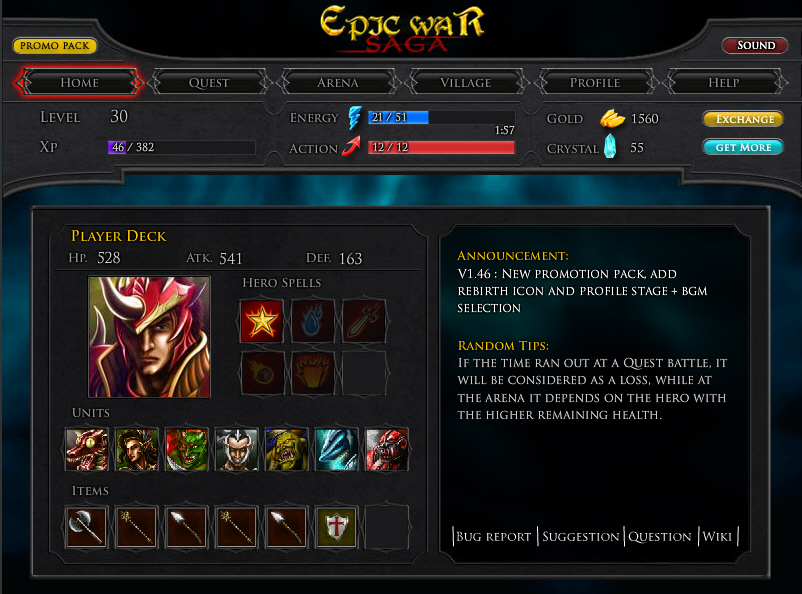 Epic War
SAGA
PROMO PACK
SOUND
HOME QUEST ARENA VILLAGE PROFILE HELP
LEVEL 30 ENERGY 21 / 51 GOLD 1560 EXCHANGE
1:57
XP 46 / 382 ACTION 12 / 12 CRYSTAL 55 GET MORE
PLAYER DECK
HP. 528 ATK. 541 DEF. 163
HERO SPELLS
UNITS
ITEMS
ANNOUNCEMENT:
V1.46 : NEW PROMOTION PACK, ADD
REBIRTH ICON AND PROFILE STAGE + BGM
SELECTION
RANDOM TIPS:
IF THE TIME RAN OUT AT A QUEST BATTLE, IT
WILL BE CONSIDERED AS A LOSS, WHILE AT
THE ARENA IT DEPENDS ON THE HERO WITH
THE HIGHER REMAINING HEALTH.
|BUG REPORT |SUGGESTION|QUESTION |WIKI |